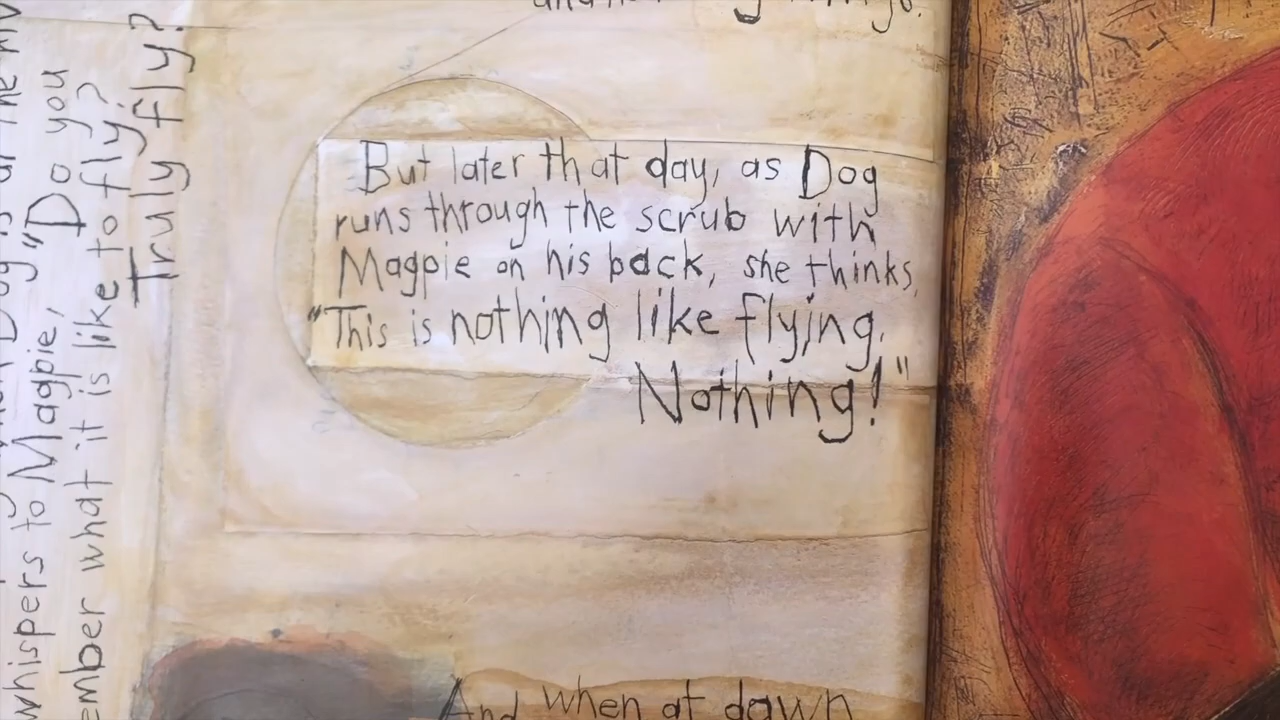 But later that day, as Dog
runs through the scrub with
Magpie on his back, she thinks,
"This is nothing like flying.
Nothing!"
And when at dawn
whispers to Magpie, "Do you
what it is like to fly?
Truly fly?